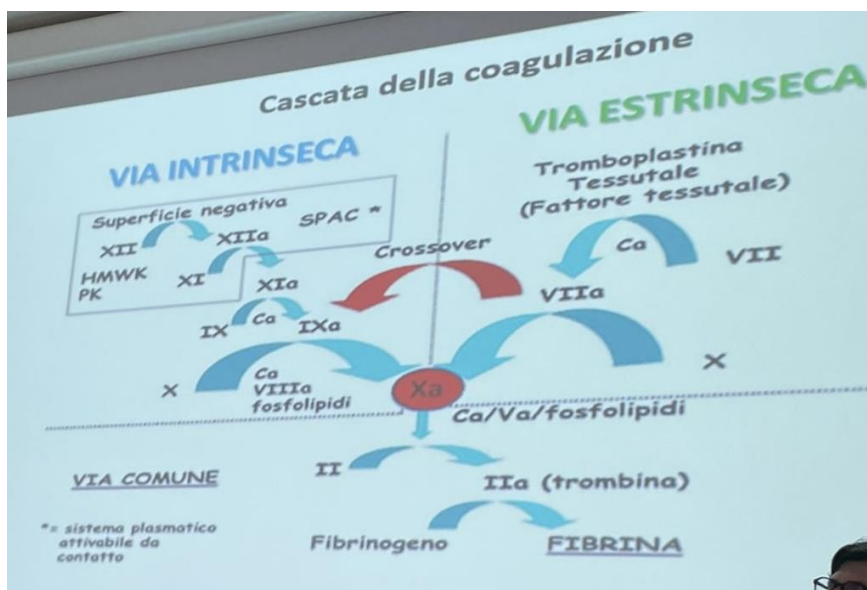 Cascata della coagulazione
VIA INTRINSECA
VIA ESTRINSECA
Superficie negativa
SPAC *
XII
XIIa
HMWK
PK
XI
XIa
IX
Ca
IXa
X
Ca
VIIIa
fosfolipidi
Crossover
Tromboplastina
Tessutale
(Fattore tessutale)
Ca
VII
VIIa
X
Xa
Ca/Va/fosfolipidi
VIA COMUNE
II
IIa (trombina)
Fibrinogeno
FIBRINA
*= sistema plasmatico
attivabile da
contatto